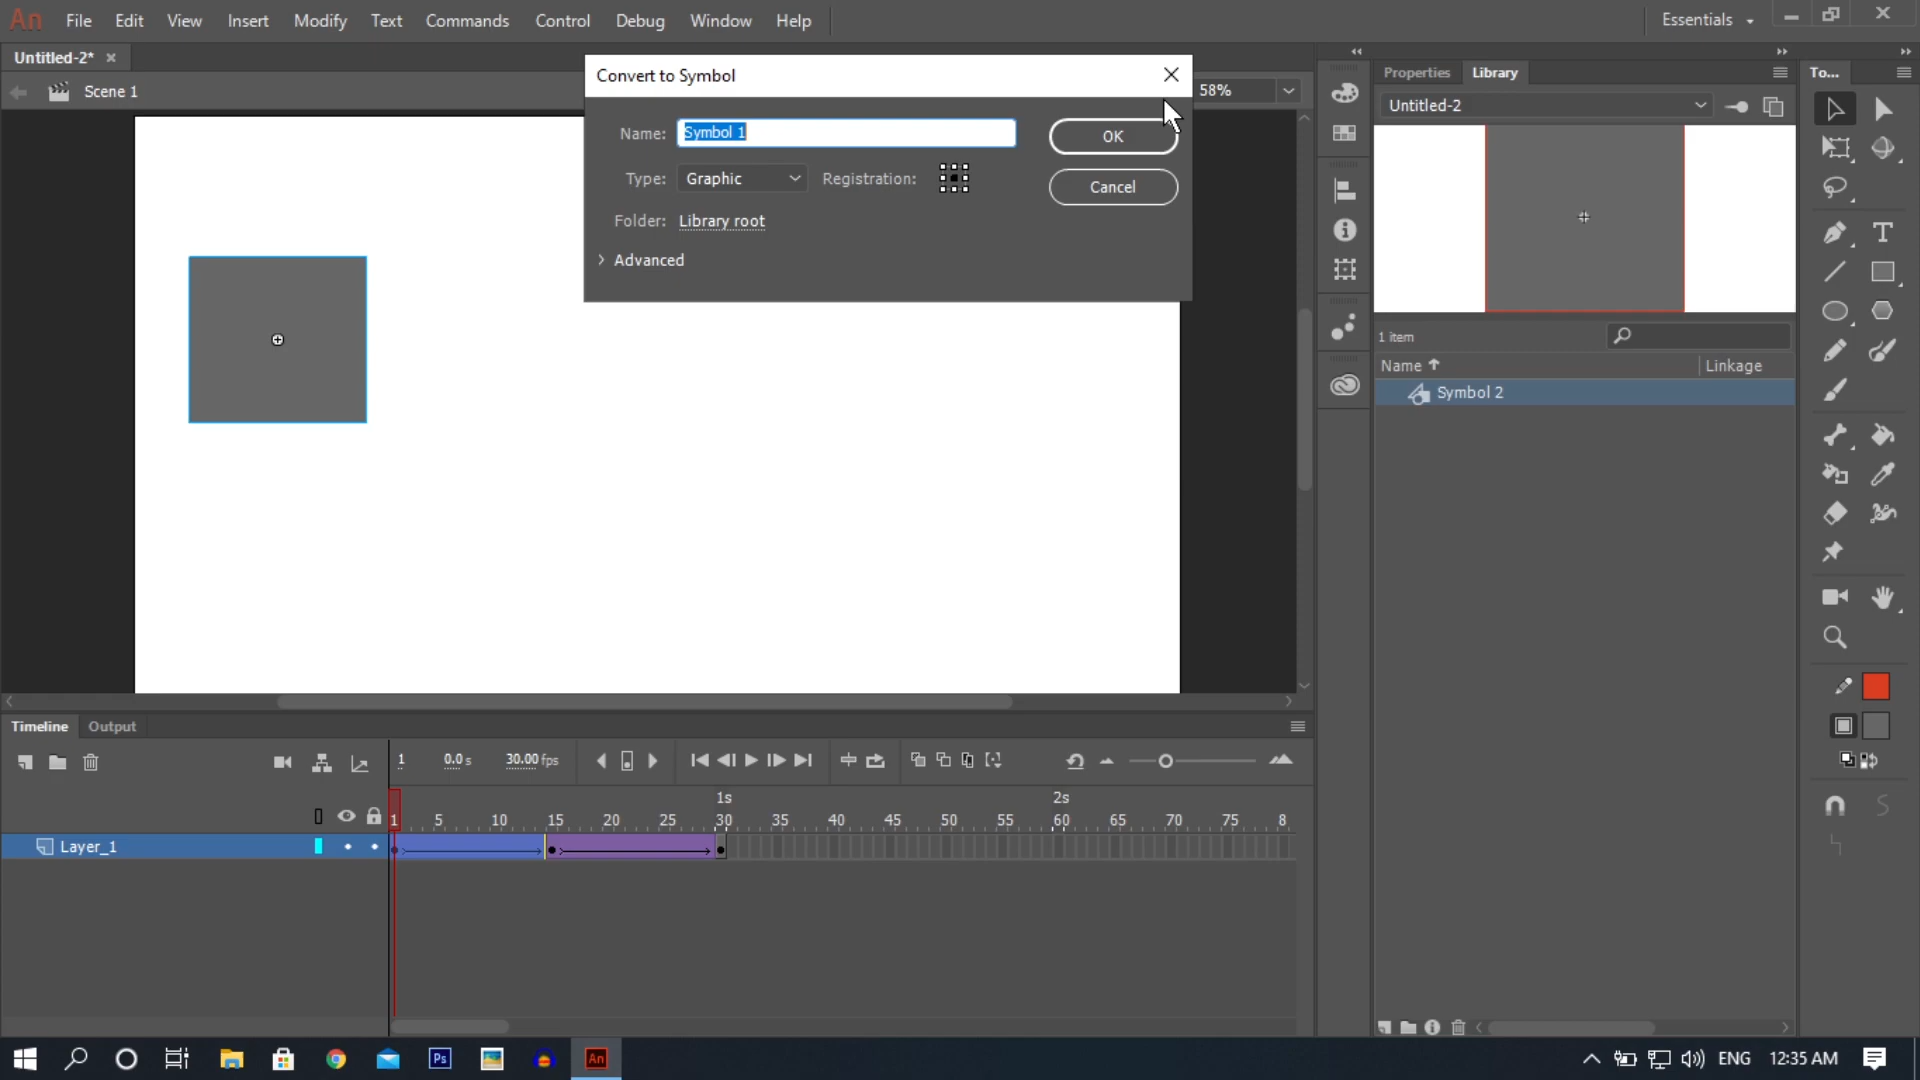 An File Edit View Insert Modify Text Commands Control Debug Window Help Essentials
Untitled-2*
Scene 1
58%
Convert to Symbol
Name: Symbol 1
OK
Type: Graphic Registration:
Cancel
Folder: Library root
Advanced
Properties Library
Untitled-2
1 item
Name Linkage
Symbol 2
To...
T
Timeline Output
1 0.0 s 30.00 fps
1s 2s
1 5 10 15 20 25 30 35 40 45 50 55 60 65 70 75 8
Layer_1
Ps An ENG 12:35 AM